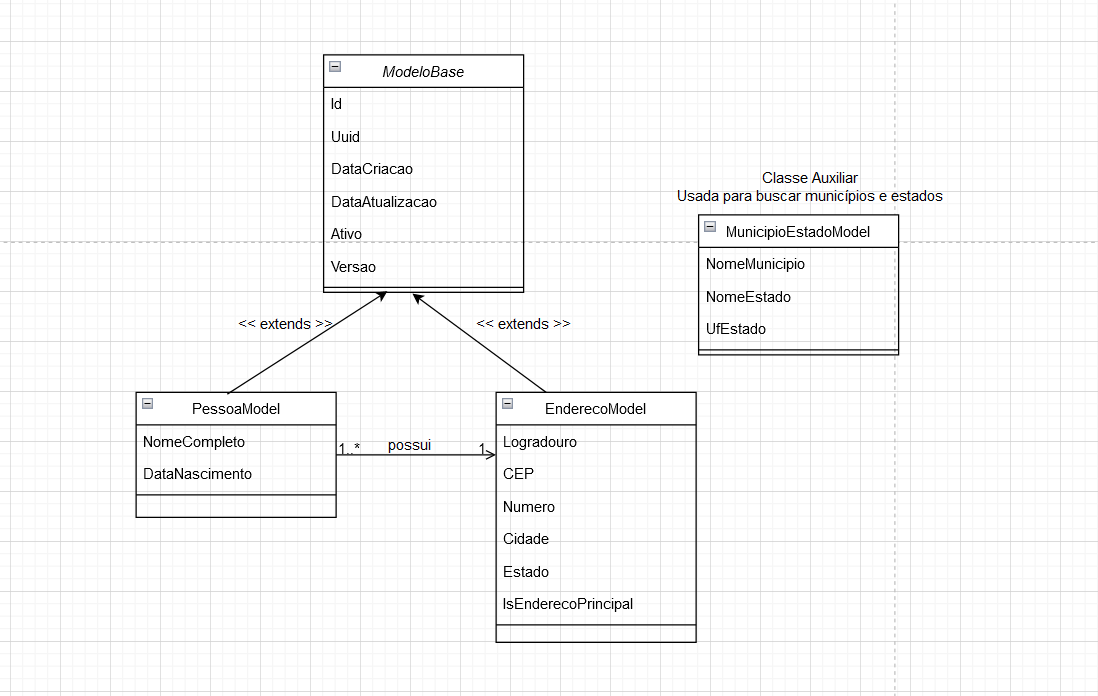 ModeloBase
Id
Uuid
DataCriacao
DataAtualizacao
Ativo
Versao
Classe Auxiliar
Usada para buscar municípios e estados
MunicipioEstadoModel
NomeMunicipio
NomeEstado
UfEstado
<< extends >>
<< extends >>
PessoaModel
NomeCompleto
DataNascimento
1..*
possui
1
EnderecoModel
Logradouro
CEP
Numero
Cidade
Estado
IsEnderecoPrincipal